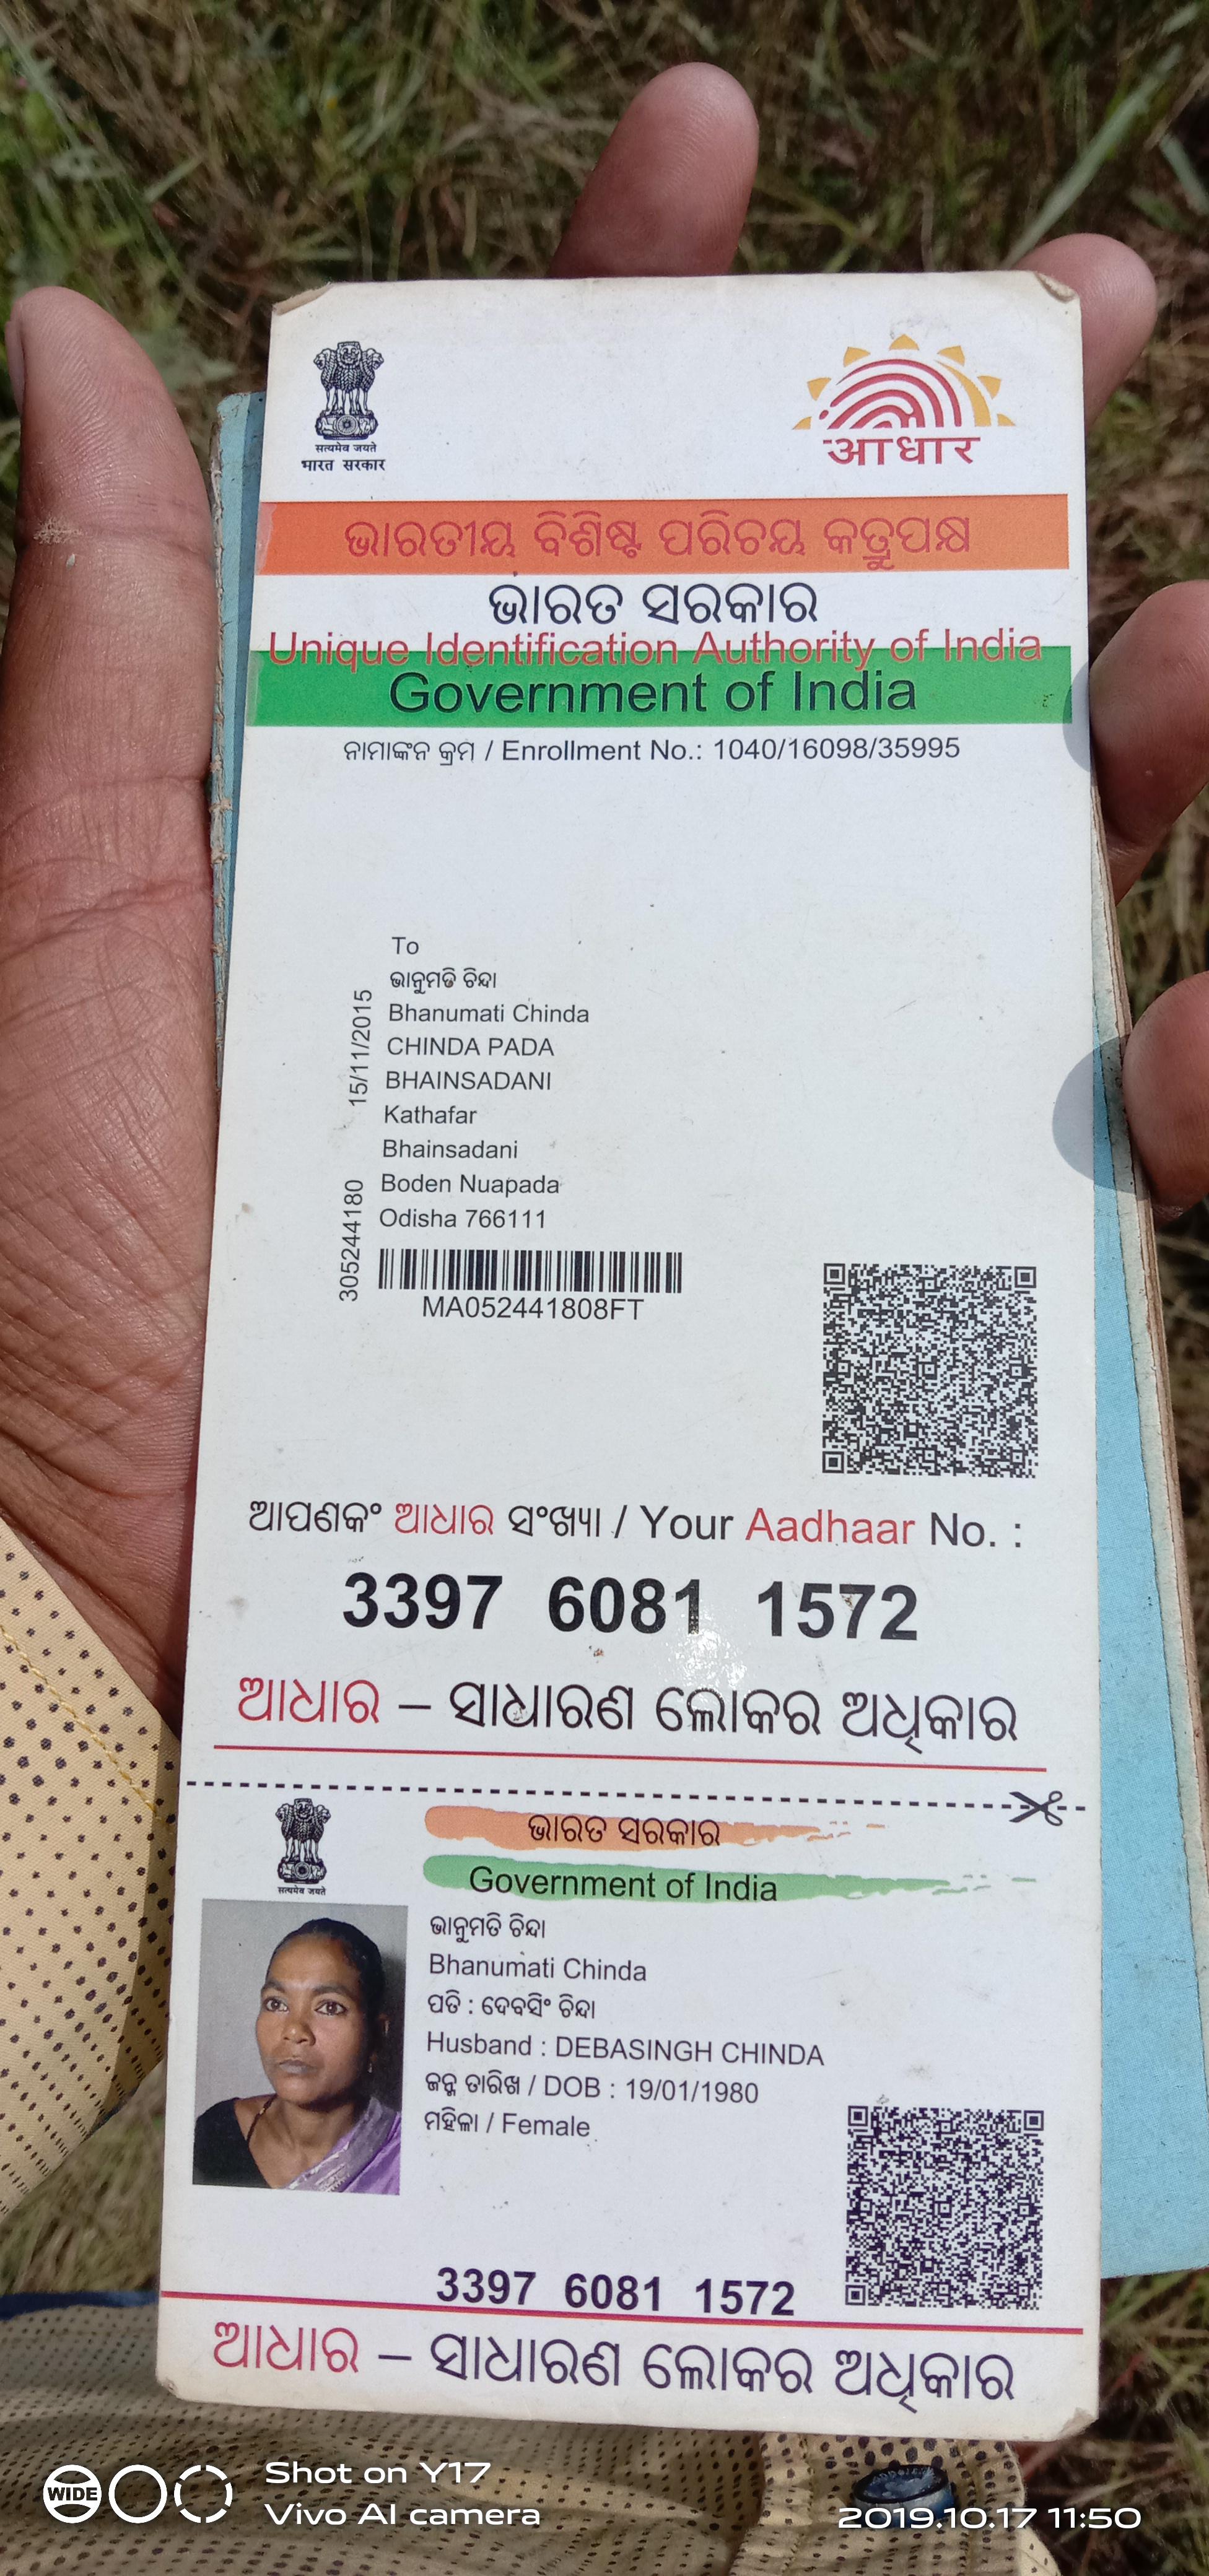 सत्यमेव जयते
भारत सरकार
आधार
ଭାରତୀୟ ବିଶିଷ୍ଟ ପରିଚୟ କତ୍ରୁପକ୍ଷ
ଭାରତ ସରକାର
Unique Identification Authority of India
Government of India
ନାମାଙ୍କନ କ୍ରମ / Enrollment No.: 1040/16098/35995
To
ଭାନୁମତି ଚିନ୍ଦା
Bhanumati Chinda
CHINDA PADA
BHAINSADANI
Kathafar
Bhainsadani
Boden Nuapada
Odisha 766111
15/11/2015
305244180
MA052441808FT
ଆପଣକଂ ଆଧାର ସଂଖ୍ୟା / Your Aadhaar No. :
3397 6081 1572
ଆଧାର – ସାଧାରଣ ଲୋକର ଅଧିକାର
सत्यमेव जयते
ଭାରତ ସରକାର
Government of India
ଭାନୁମତି ଚିନ୍ଦା
Bhanumati Chinda
ପତି : ଦେବସିଂ ଚିନ୍ଦା
Husband : DEBASINGH CHINDA
ଜନ୍ମ ତାରିଖ / DOB : 19/01/1980
ମହିଳା / Female
3397 6081 1572
ଆଧାର – ସାଧାରଣ ଲୋକର ଅଧିକାର
WIDE
Shot on Y17
Vivo AI camera
2019.10.17 11:50